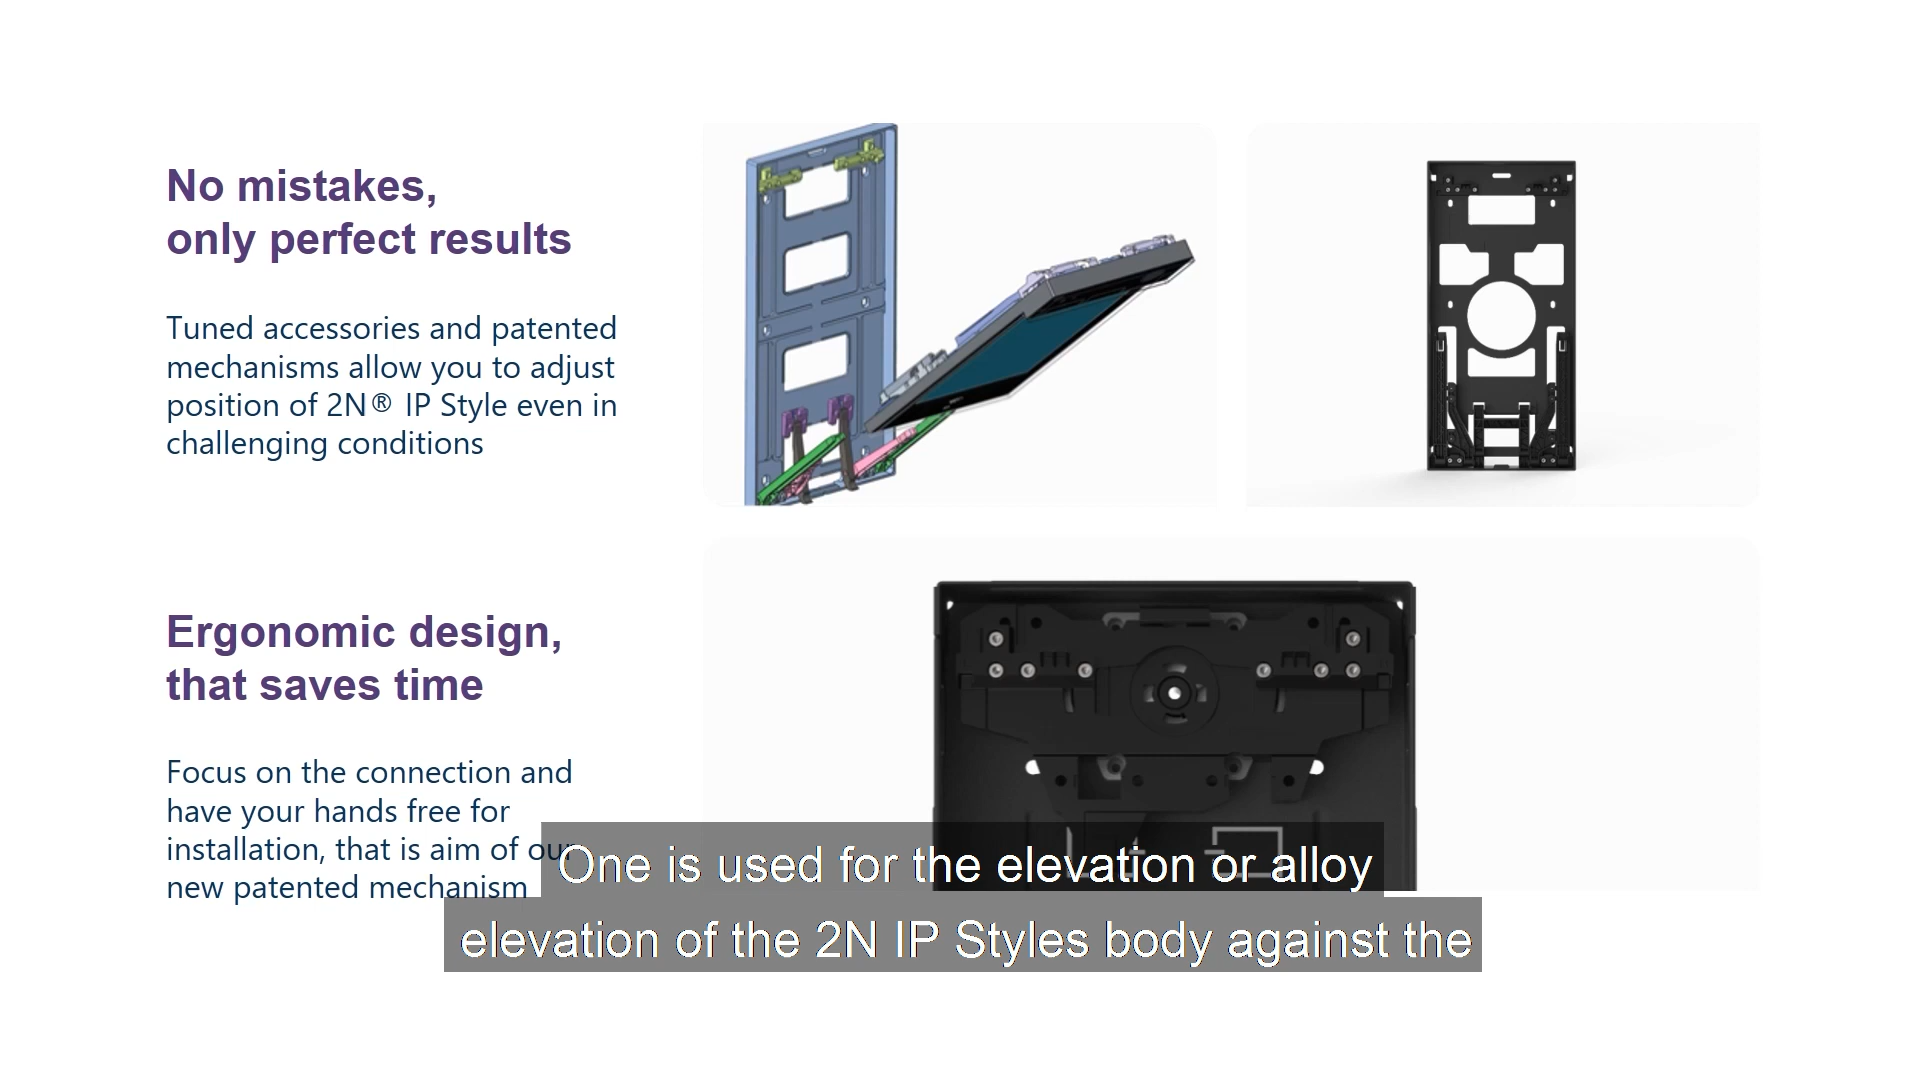 No mistakes,
only perfect results
Tuned accessories and patented
mechanisms allow you to adjust
position of 2N® IP Style even in
challenging conditions
Ergonomic design,
that saves time
Focus on the connection and
have your hands free for
installation, that is aim of our
new patented mechanism
One is used for the elevation or alloy
elevation of the 2N IP Styles body against the